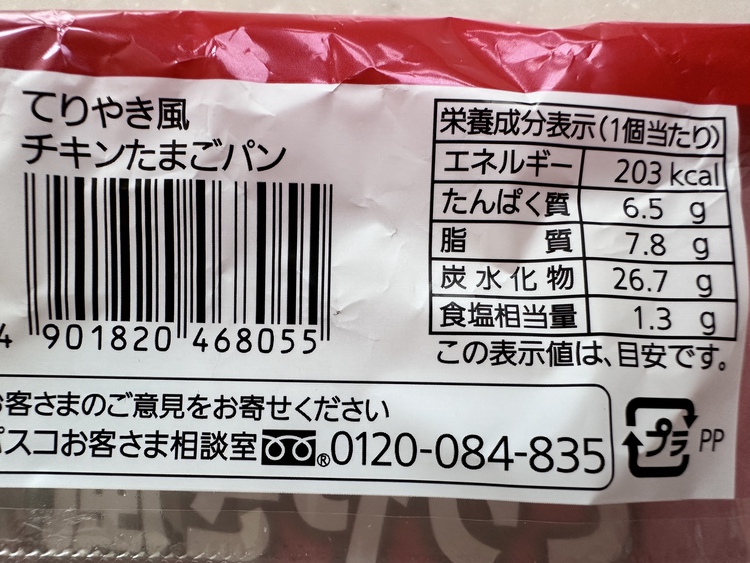 てりやき風
チキンたまごパン
4 901820 468055
栄養成分表示(1個当たり)
エネルギー 203 kcal
たんぱく質 6.5 g
脂質 7.8 g
炭水化物 26.7 g
食塩相当量 1.3 g
この表示値は、目安です。
お客さまのご意見をお寄せください
パスコお客さま相談室 ® 0120-084-835
プラ PP